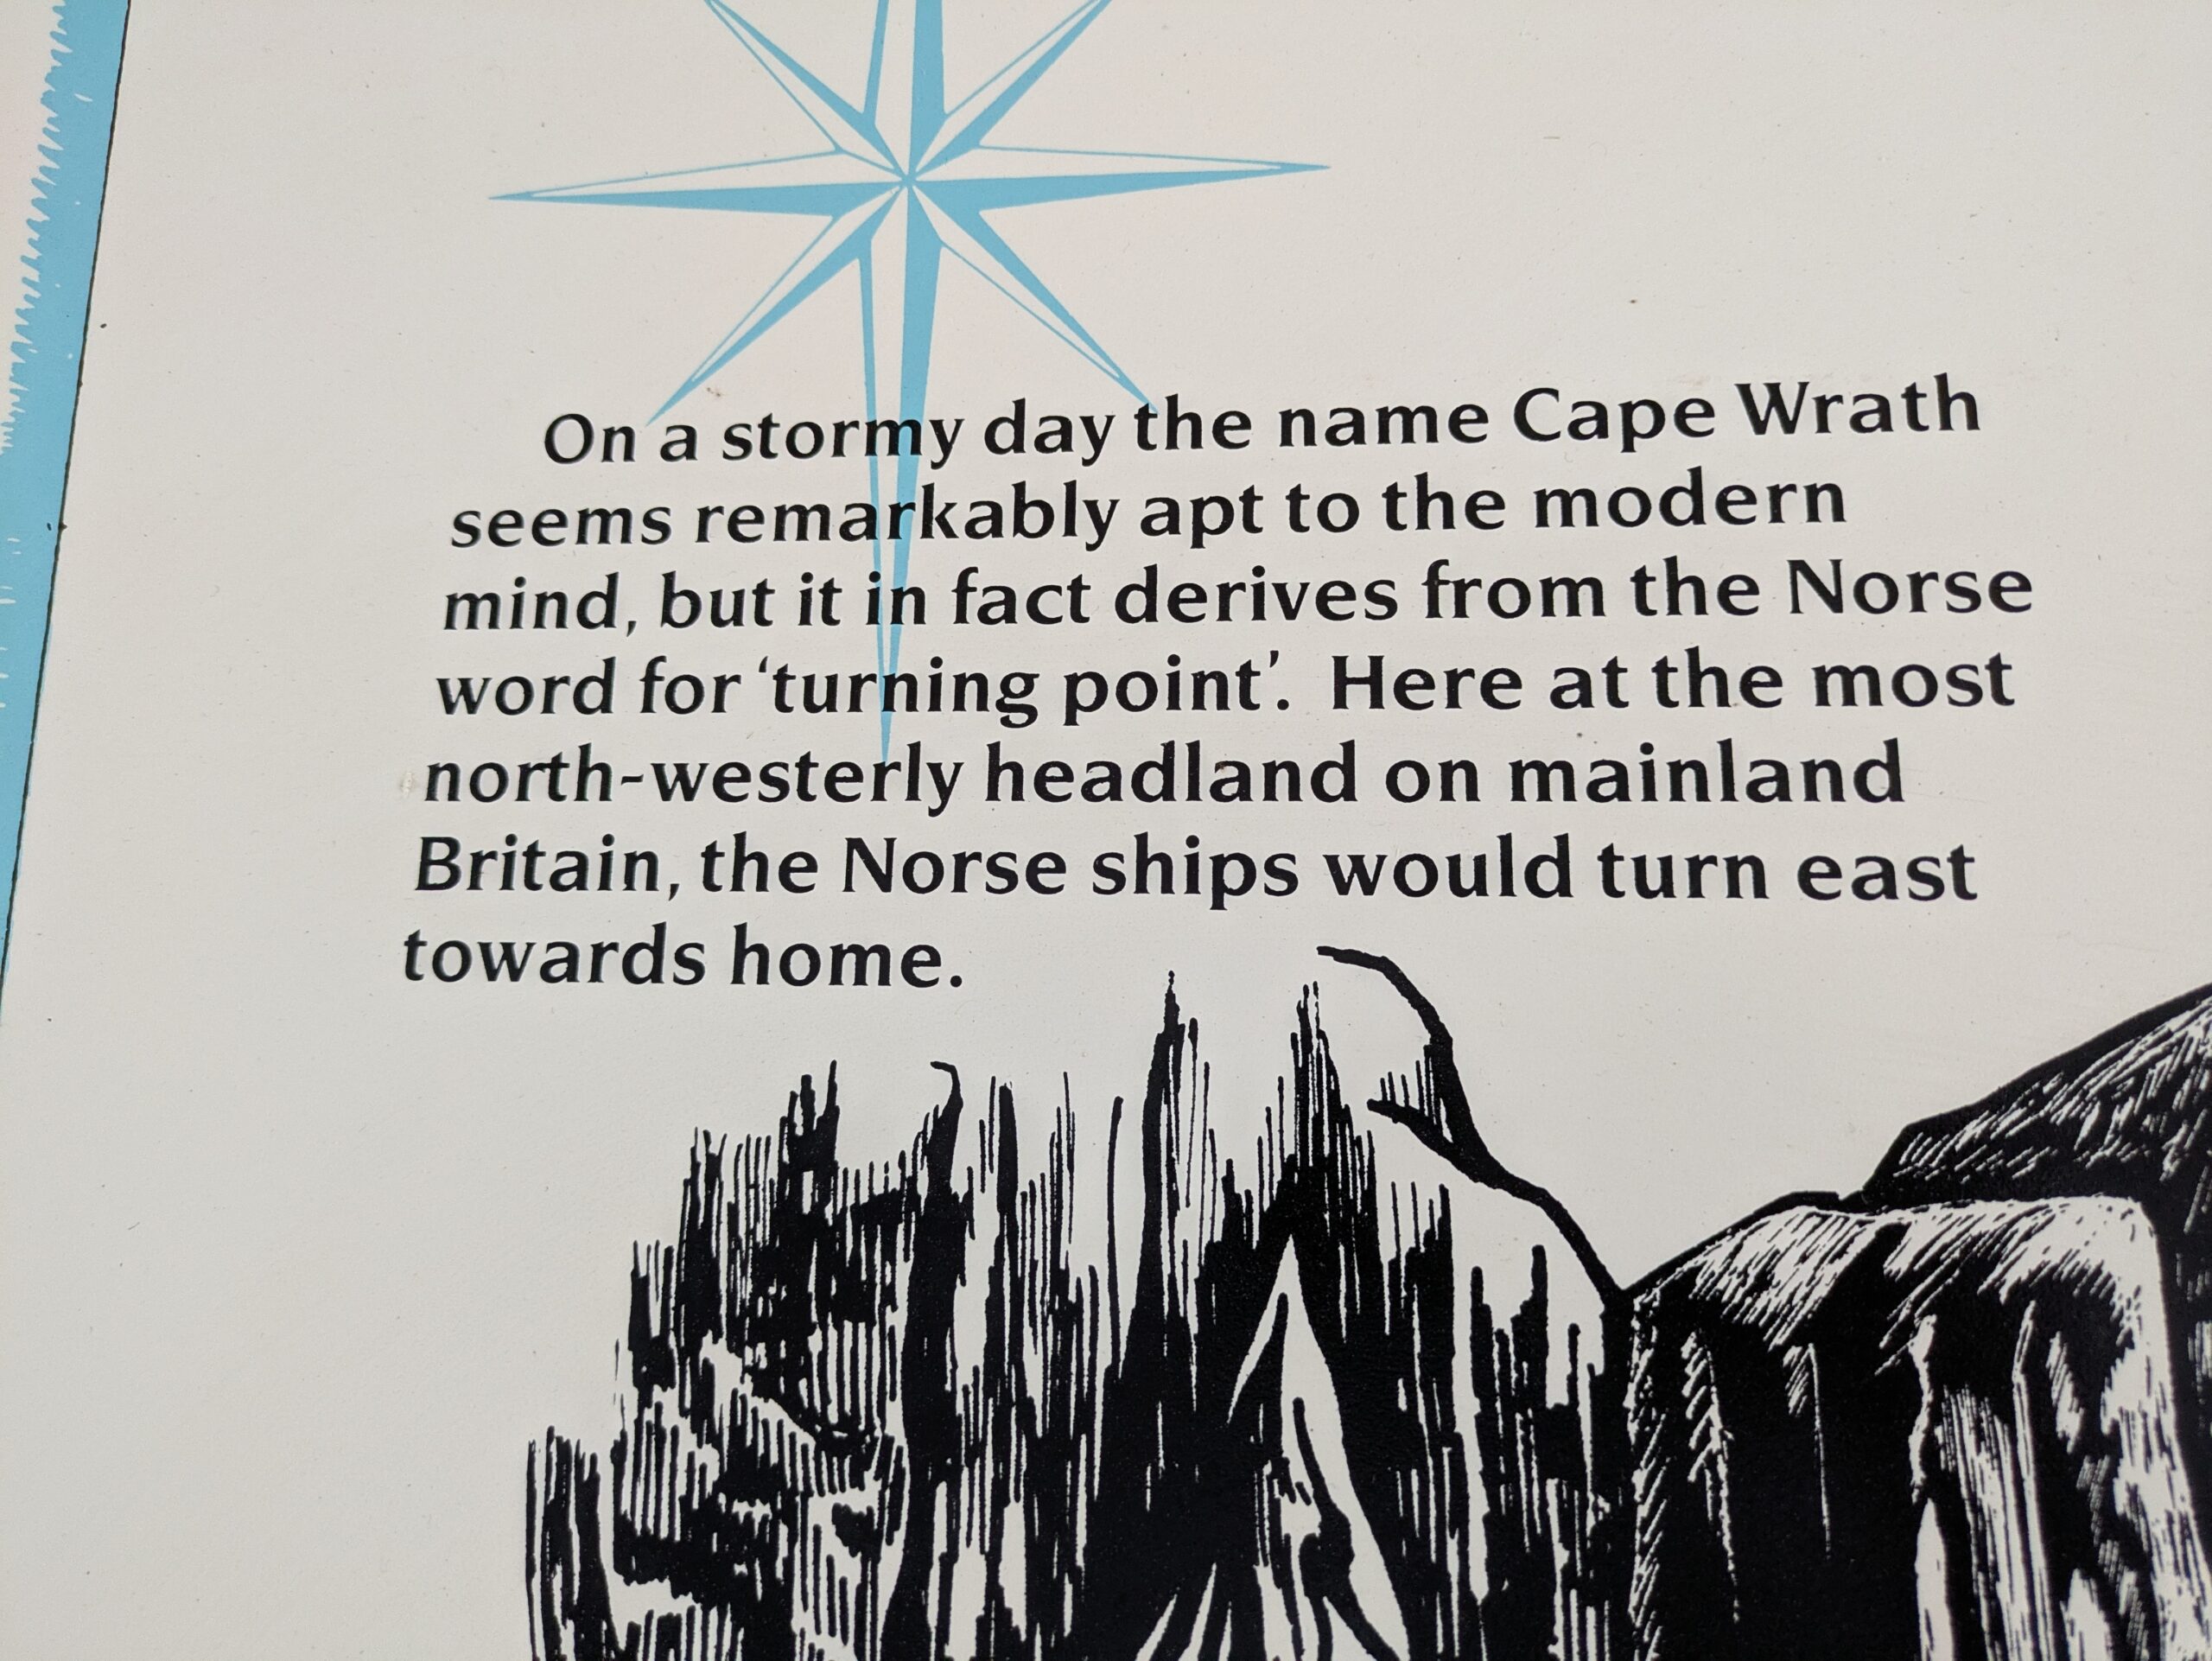 On a stormy day the name Cape Wrath
seems remarkably apt to the modern
mind, but it in fact derives from the Norse
word for ‘turning point’. Here at the most
north-westerly headland on mainland
Britain, the Norse ships would turn east
towards home.